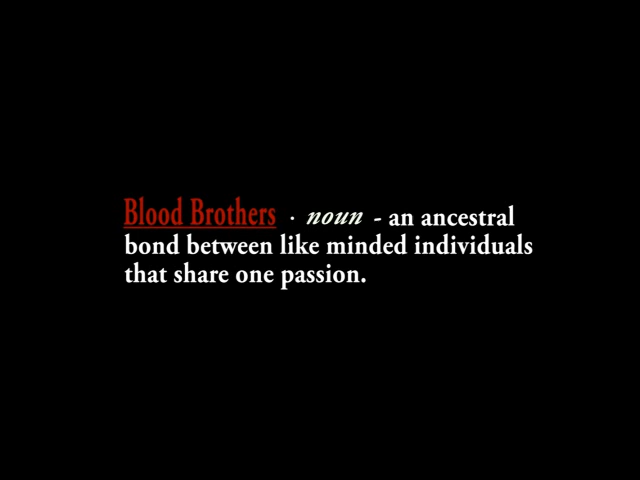 Blood Brothers · noun - an ancestral
bond between like minded individuals
that share one passion.